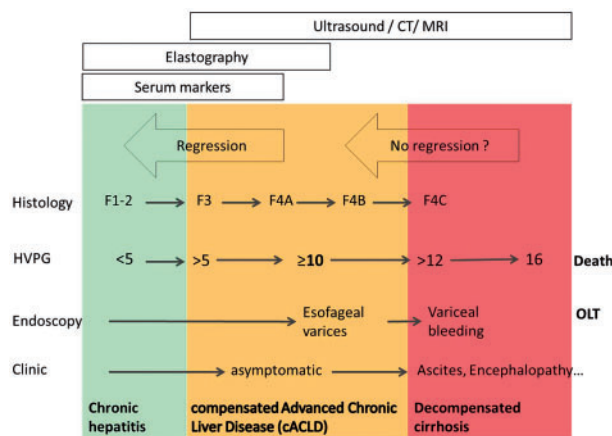 Ultrasound / CT/ MRI
Elastography
Serum markers
Regression
No regression ?
Histology F1-2 F3 F4A F4B F4C
HVPG <5 >5 ≥10 >12 16 Death
Endoscopy Esofageal varices Variceal bleeding OLT
Clinic asymptomatic Ascites, Encephalopathy...
Chronic hepatitis
compensated Advanced Chronic Liver Disease (cACLD)
Decompensated cirrhosis